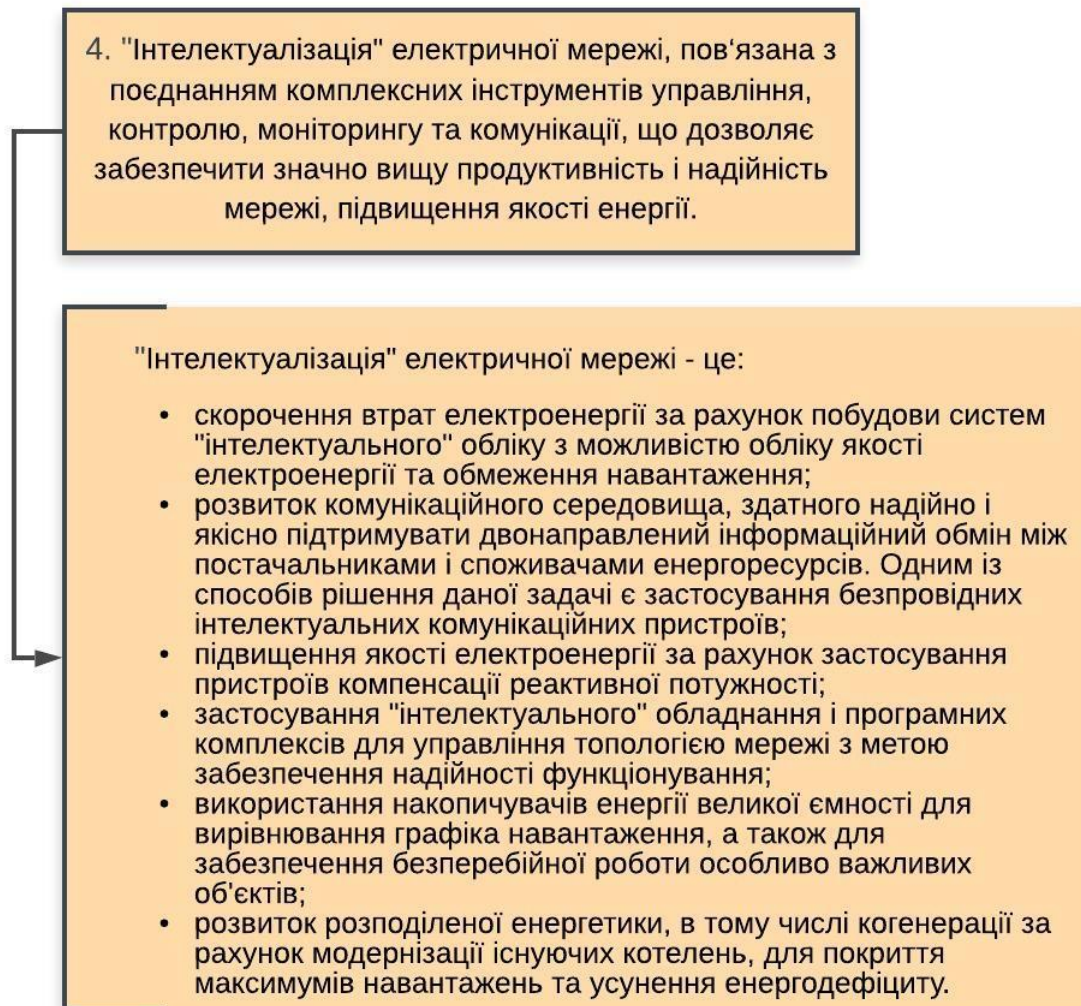 4. "Інтелектуалізація" електричної мережі, пов‘язана з
поєднанням комплексних інструментів управління,
контролю, моніторингу та комунікації, що дозволяє
забезпечити значно вищу продуктивність і надійність
мережі, підвищення якості енергії.
"Інтелектуалізація" електричної мережі - це:
• скорочення втрат електроенергії за рахунок побудови систем
"інтелектуального" обліку з можливістю обліку якості
електроенергії та обмеження навантаження;
• розвиток комунікаційного середовища, здатного надійно і
якісно підтримувати двонаправлений інформаційний обмін між
постачальниками і споживачами енергоресурсів. Одним із
способів рішення даної задачі є застосування безпровідних
інтелектуальних комунікаційних пристроїв;
• підвищення якості електроенергії за рахунок застосування
пристроїв компенсації реактивної потужності;
• застосування "інтелектуального" обладнання і програмних
комплексів для управління топологією мережі з метою
забезпечення надійності функціонування;
• використання накопичувачів енергії великої ємності для
вирівнювання графіка навантаження, а також для
забезпечення безперебійної роботи особливо важливих
об'єктів;
• розвиток розподіленої енергетики, в тому числі когенерації за
рахунок модернізації існуючих котелень, для покриття
максимумів навантажень та усунення енергодефіциту.